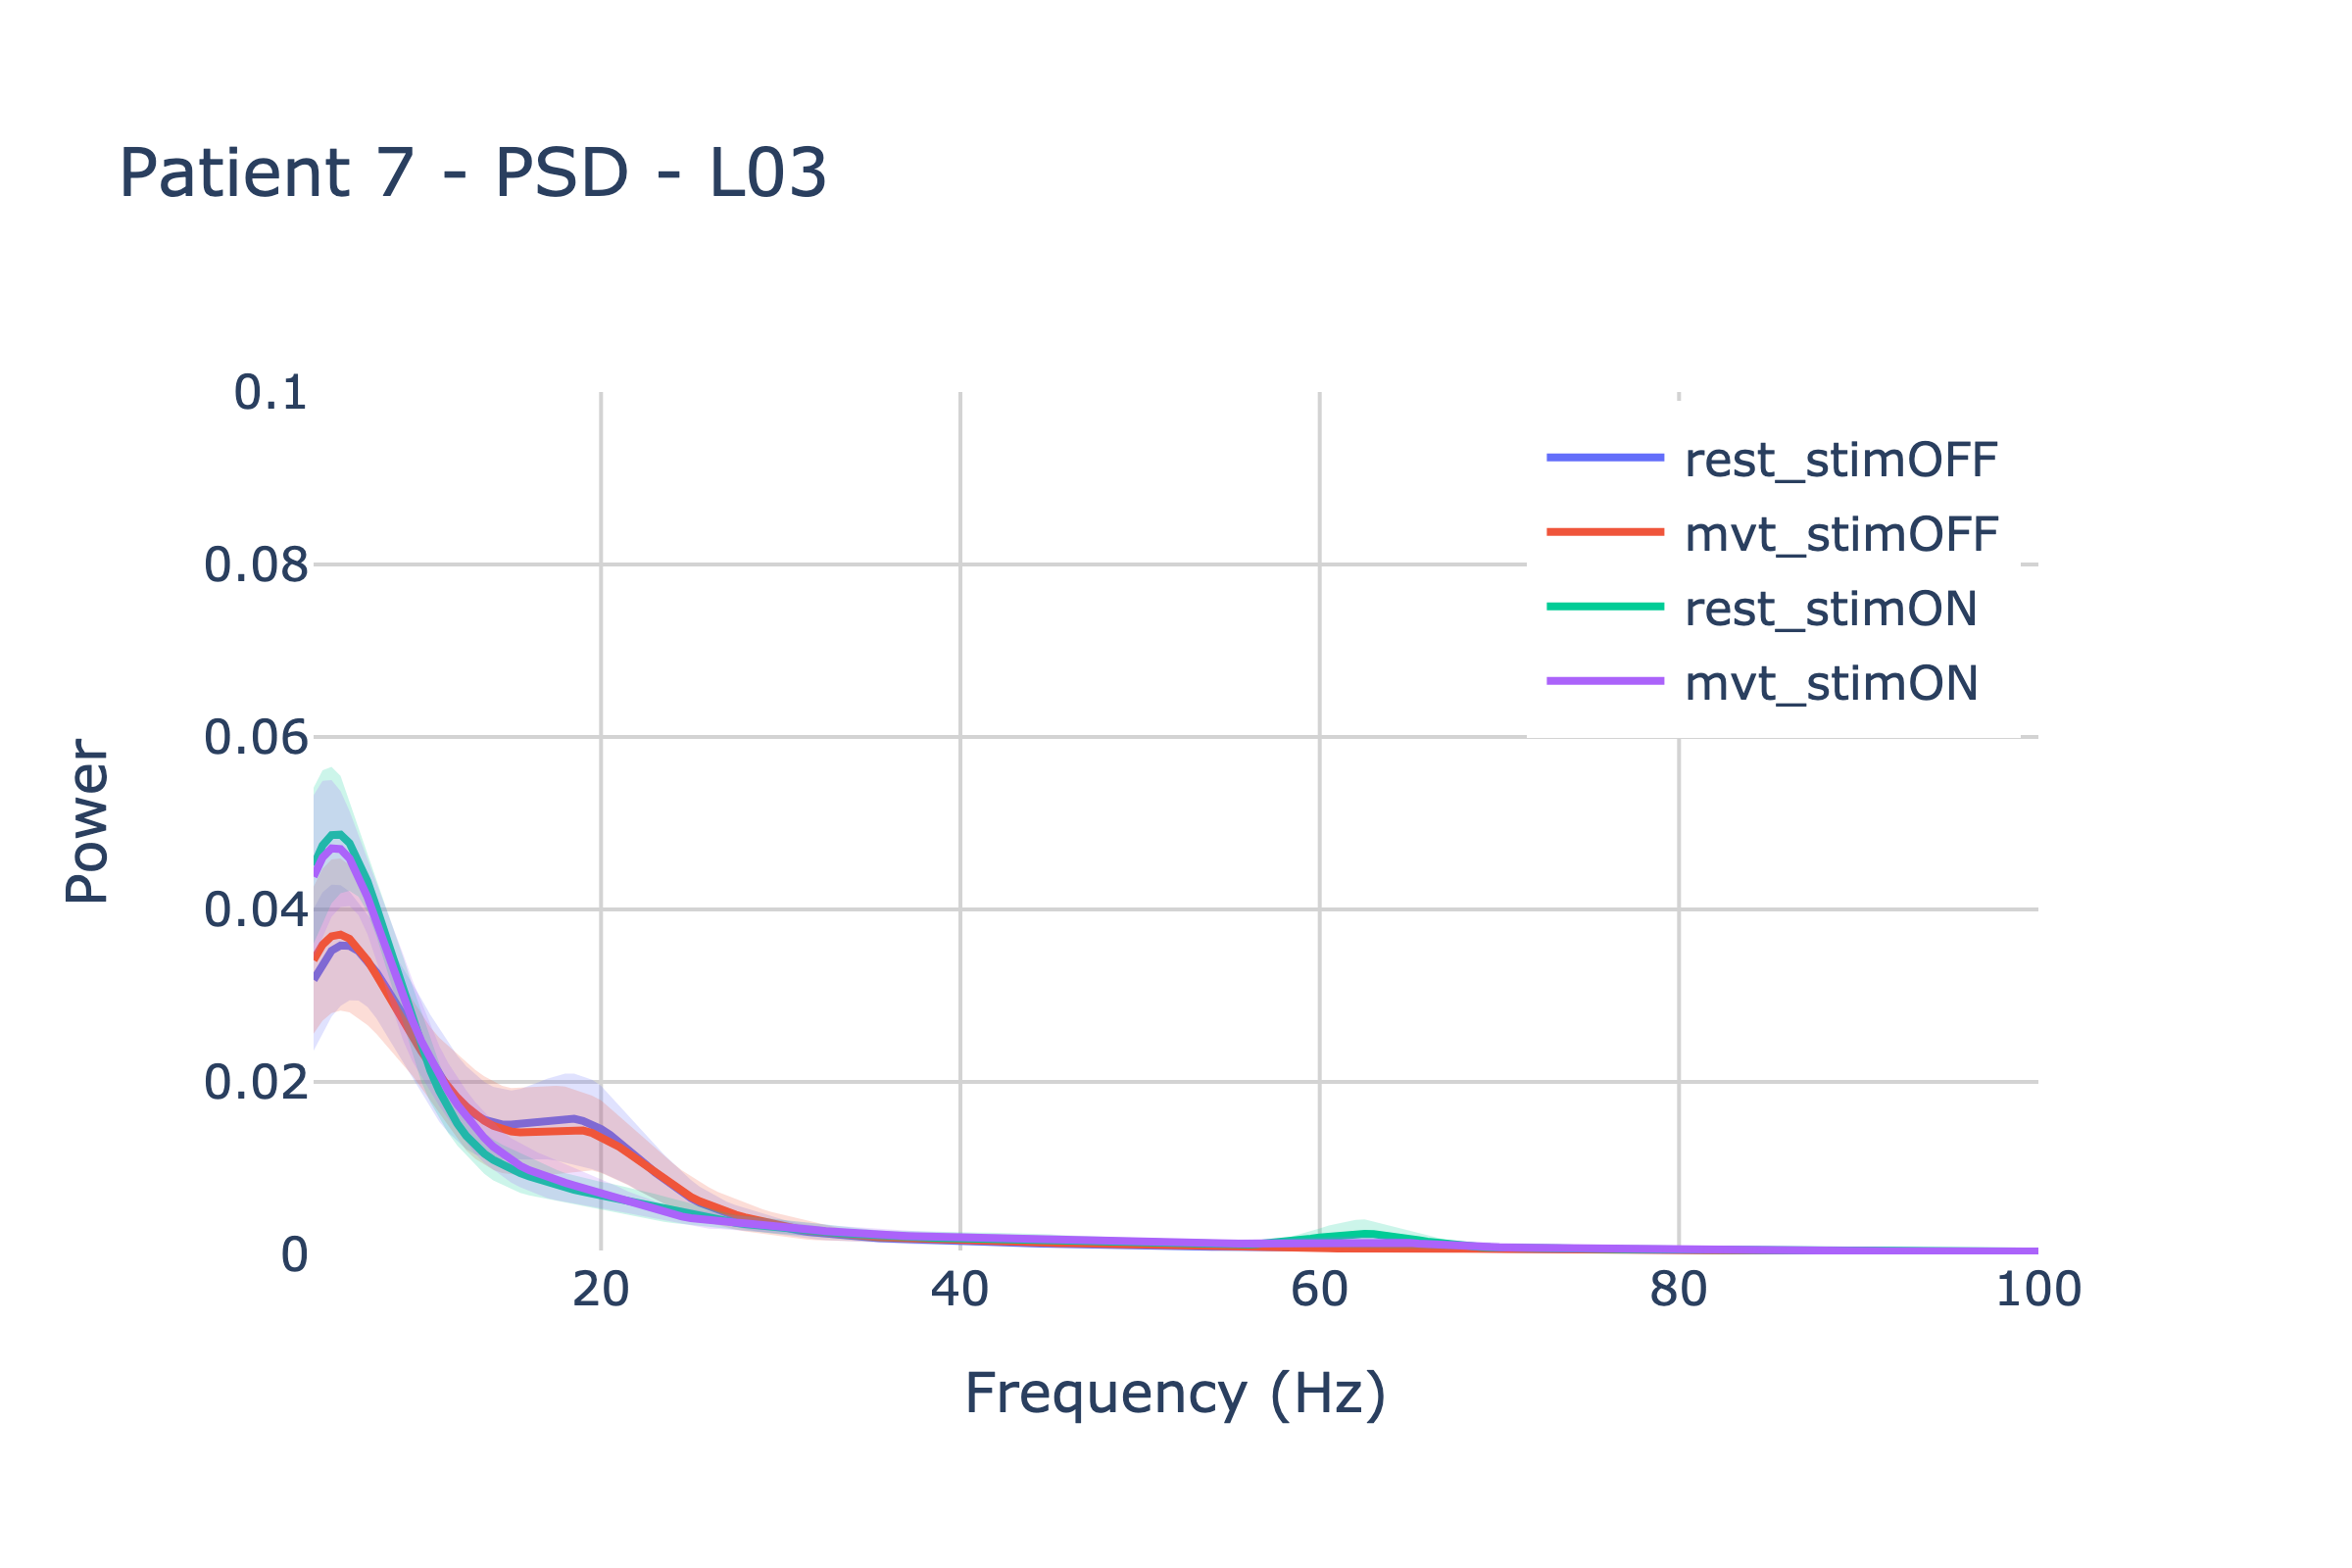 Patient 7 - PSD - L03
0.1
0.08
0.06
0.04
0.02
0
Power
20
40
60
80
100
Frequency (Hz)
rest_stimOFF
mvt_stimOFF
rest_stimON
mvt_stimON